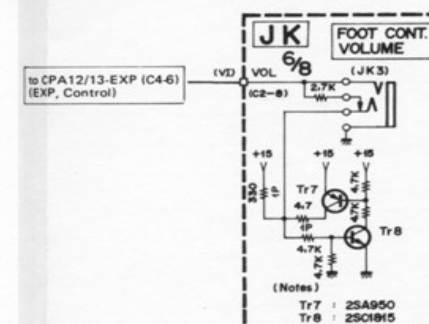 JK
6/8
FOOT CONT.
VOLUME
to CPA12/13-EXP (C4-6)
(EXP, Control)
(VI)
VOL
(C2-8)
(JK3)
2.7K
+15
+15
+15
330
1P
Tr7
4.7K
47K
4.7
1P
Tr8
4.7K
4.7K
(Notes)
Tr7 : 2SA950
Tr8 : 2SC1815